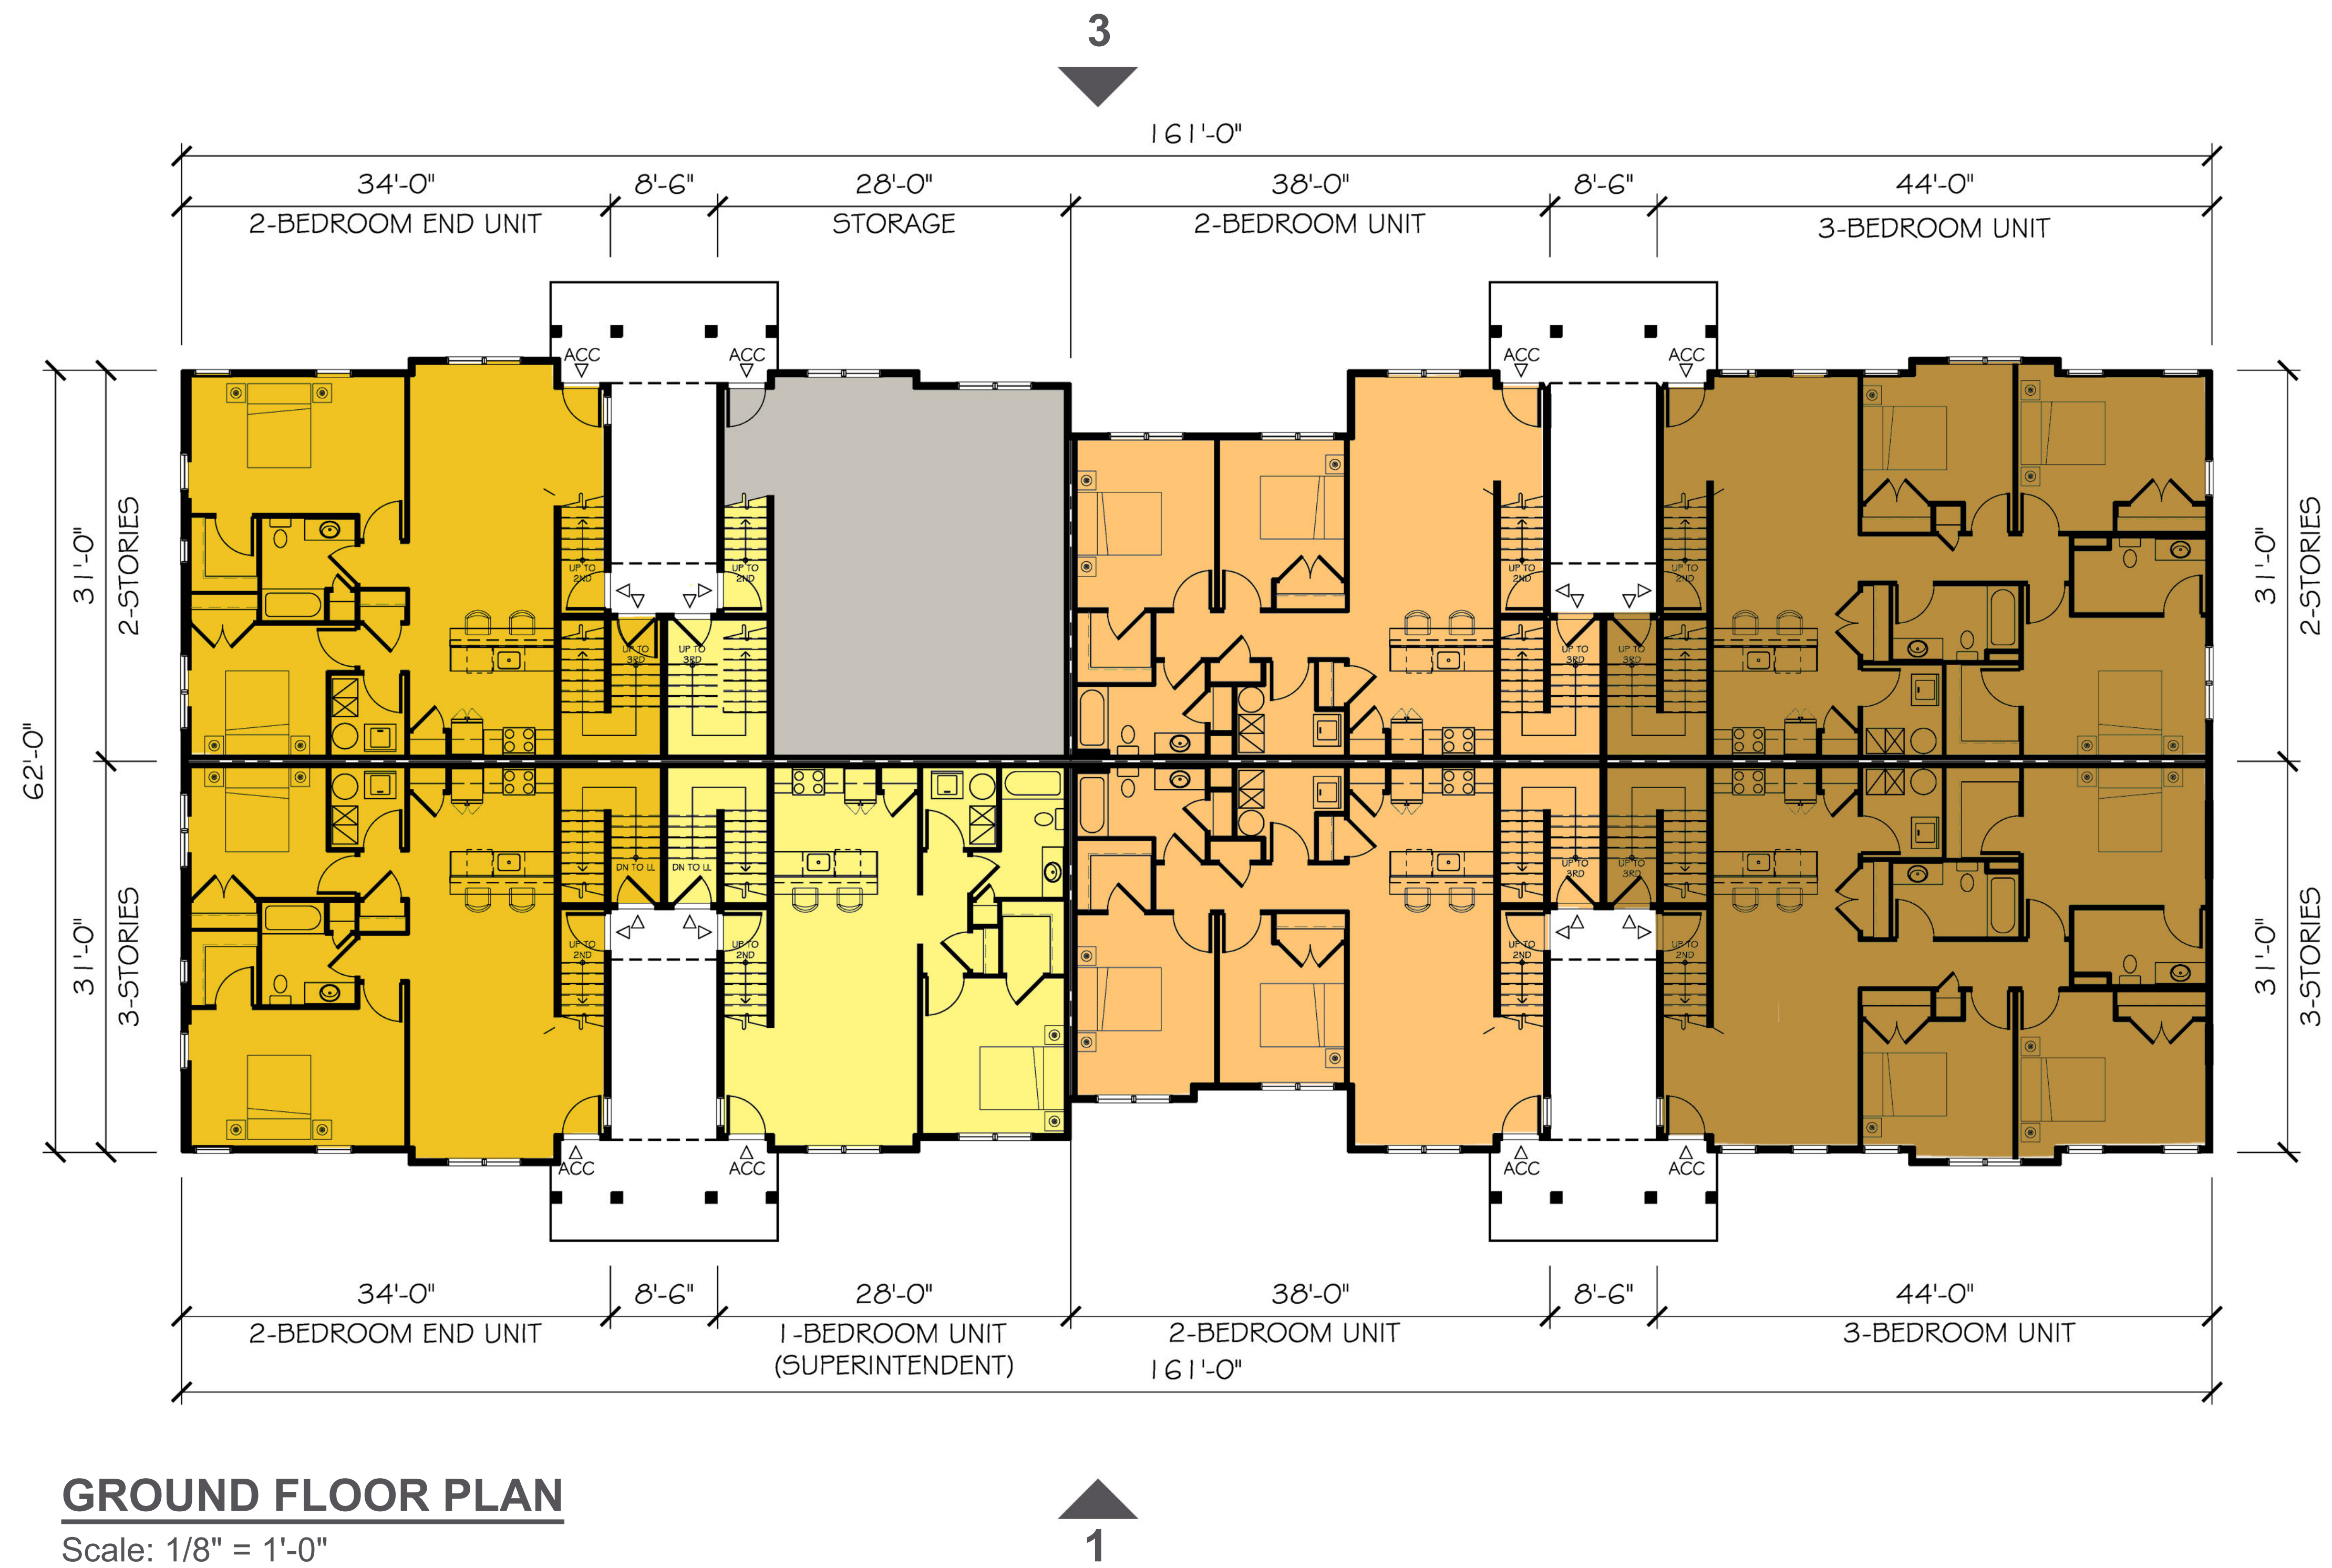 3
161'-0"
34'-0" 8'-6" 28'-0" 38'-0" 8'-6" 44'-0"
2-BEDROOM END UNIT STORAGE 2-BEDROOM UNIT 3-BEDROOM UNIT
ACC ACC ACC ACC
62'-0"
31'-0" 2-STORIES
31'-0" 2-STORIES
UP TO 2ND
UP TO 2ND
UP TO 2ND
UP TO 2ND
UP TO 3RD
UP TO 3RD
UP TO 3RD
UP TO 3RD
DN TO LL
DN TO LL
UP TO 3RD
UP TO 3RD
31'-0" 3-STORIES
31'-0" 3-STORIES
UP TO 2ND
UP TO 2ND
UP TO 2ND
UP TO 2ND
ACC ACC ACC ACC
34'-0" 8'-6" 28'-0" 38'-0" 8'-6" 44'-0"
2-BEDROOM END UNIT 1-BEDROOM UNIT 2-BEDROOM UNIT 3-BEDROOM UNIT
(SUPERINTENDENT)
161'-0"
GROUND FLOOR PLAN
Scale: 1/8" = 1'-0"
1